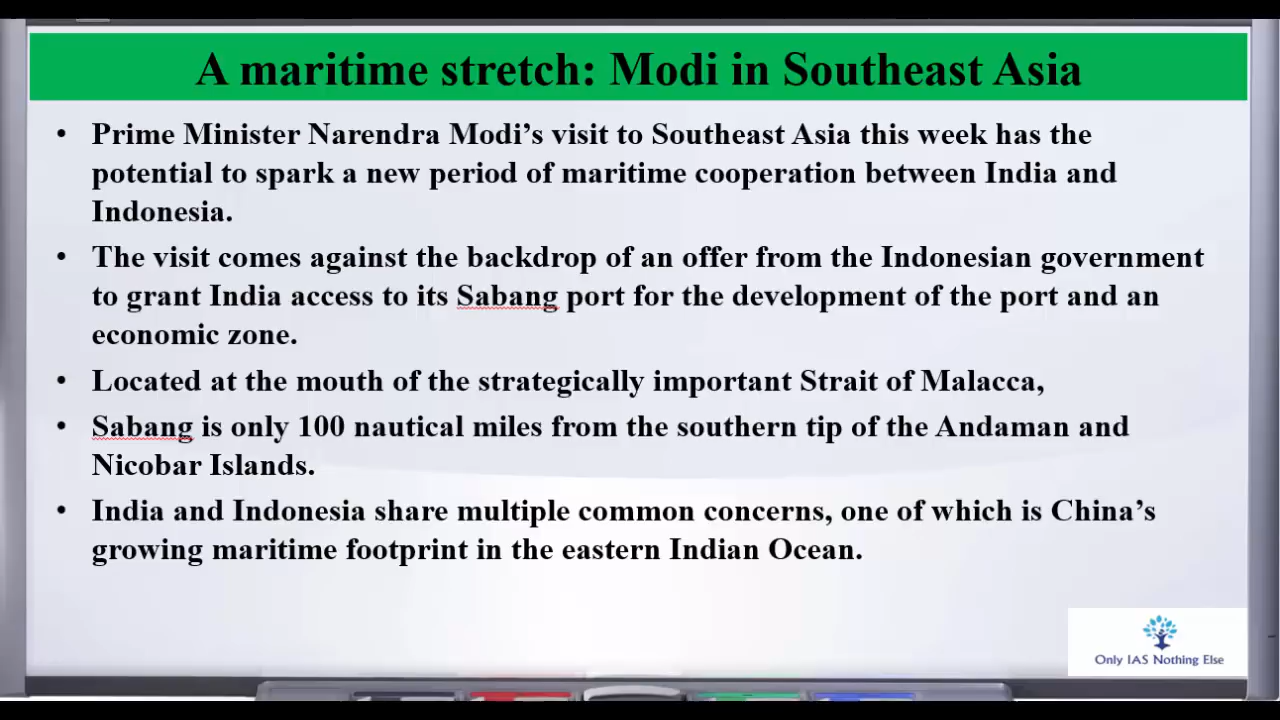 A maritime stretch: Modi in Southeast Asia
• Prime Minister Narendra Modi’s visit to Southeast Asia this week has the
potential to spark a new period of maritime cooperation between India and
Indonesia.
• The visit comes against the backdrop of an offer from the Indonesian government
to grant India access to its Sabang port for the development of the port and an
economic zone.
• Located at the mouth of the strategically important Strait of Malacca,
• Sabang is only 100 nautical miles from the southern tip of the Andaman and
Nicobar Islands.
• India and Indonesia share multiple common concerns, one of which is China’s
growing maritime footprint in the eastern Indian Ocean.
Only IAS Nothing Else